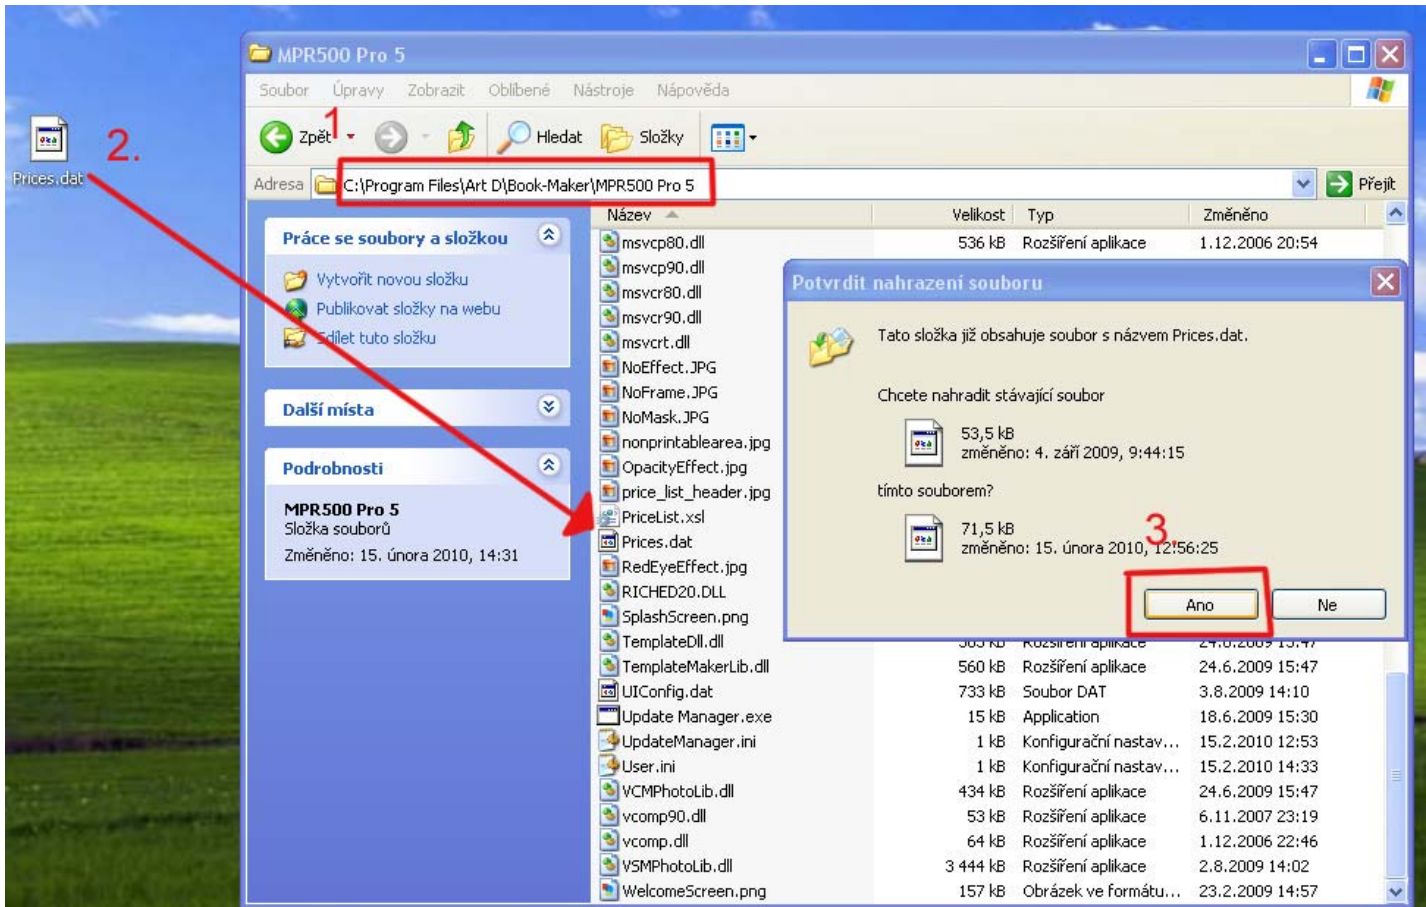 MPR500 Pro 5
Soubor Úpravy Zobrazit Oblíbené Nástroje Nápověda
1
2.
Zpět Hledat Složky
Prices.dat
Adresa C:\Program Files\Art D\Book-Maker\MPR500 Pro 5 Přejít
Práce se soubory a složkou
Vytvořit novou složku
Publikovat složky na webu
Sdílet tuto složku
Další místa
Podrobnosti
MPR500 Pro 5
Složka souborů
Změněno: 15. února 2010, 14:31
Název Velikost Typ Změněno
msvcp80.dll 536 kB Rozšíření aplikace 1.12.2006 20:54
msvcp90.dll
msvcr80.dll
msvcr90.dll
msvcrt.dll
NoEffect.JPG
NoFrame.JPG
NoMask.JPG
nonprintablearea.jpg
OpacityEffect.jpg
price_list_header.jpg
PriceList.xsl
Prices.dat
RedEyeEffect.jpg
RICHED20.DLL
SplashScreen.png
TemplateDll.dll Rozšíření aplikace 24.6.2009 15:47
TemplateMakerLib.dll 560 kB Rozšíření aplikace 24.6.2009 15:47
UIConfig.dat 733 kB Soubor DAT 3.8.2009 14:10
Update Manager.exe 15 kB Application 18.6.2009 15:30
UpdateManager.ini 1 kB Konfigurační nastav... 15.2.2010 12:53
User.ini 1 kB Konfigurační nastav... 15.2.2010 14:33
VCMPhotoLib.dll 434 kB Rozšíření aplikace 24.6.2009 15:47
vcomp90.dll 53 kB Rozšíření aplikace 6.11.2007 23:19
vcomp.dll 64 kB Rozšíření aplikace 1.12.2006 22:46
VSMPhotoLib.dll 3 444 kB Rozšíření aplikace 2.8.2009 14:02
WelcomeScreen.png 157 kB Obrázek ve formátu... 23.2.2009 14:57
Potvrdit nahrazení souboru
Tato složka již obsahuje soubor s názvem Prices.dat.
Chcete nahradit stávající soubor
53,5 kB
změněno: 4. září 2009, 9:44:15
tímto souborem?
71,5 kB
změněno: 15. února 2010, 12:56:25
3.
Ano Ne